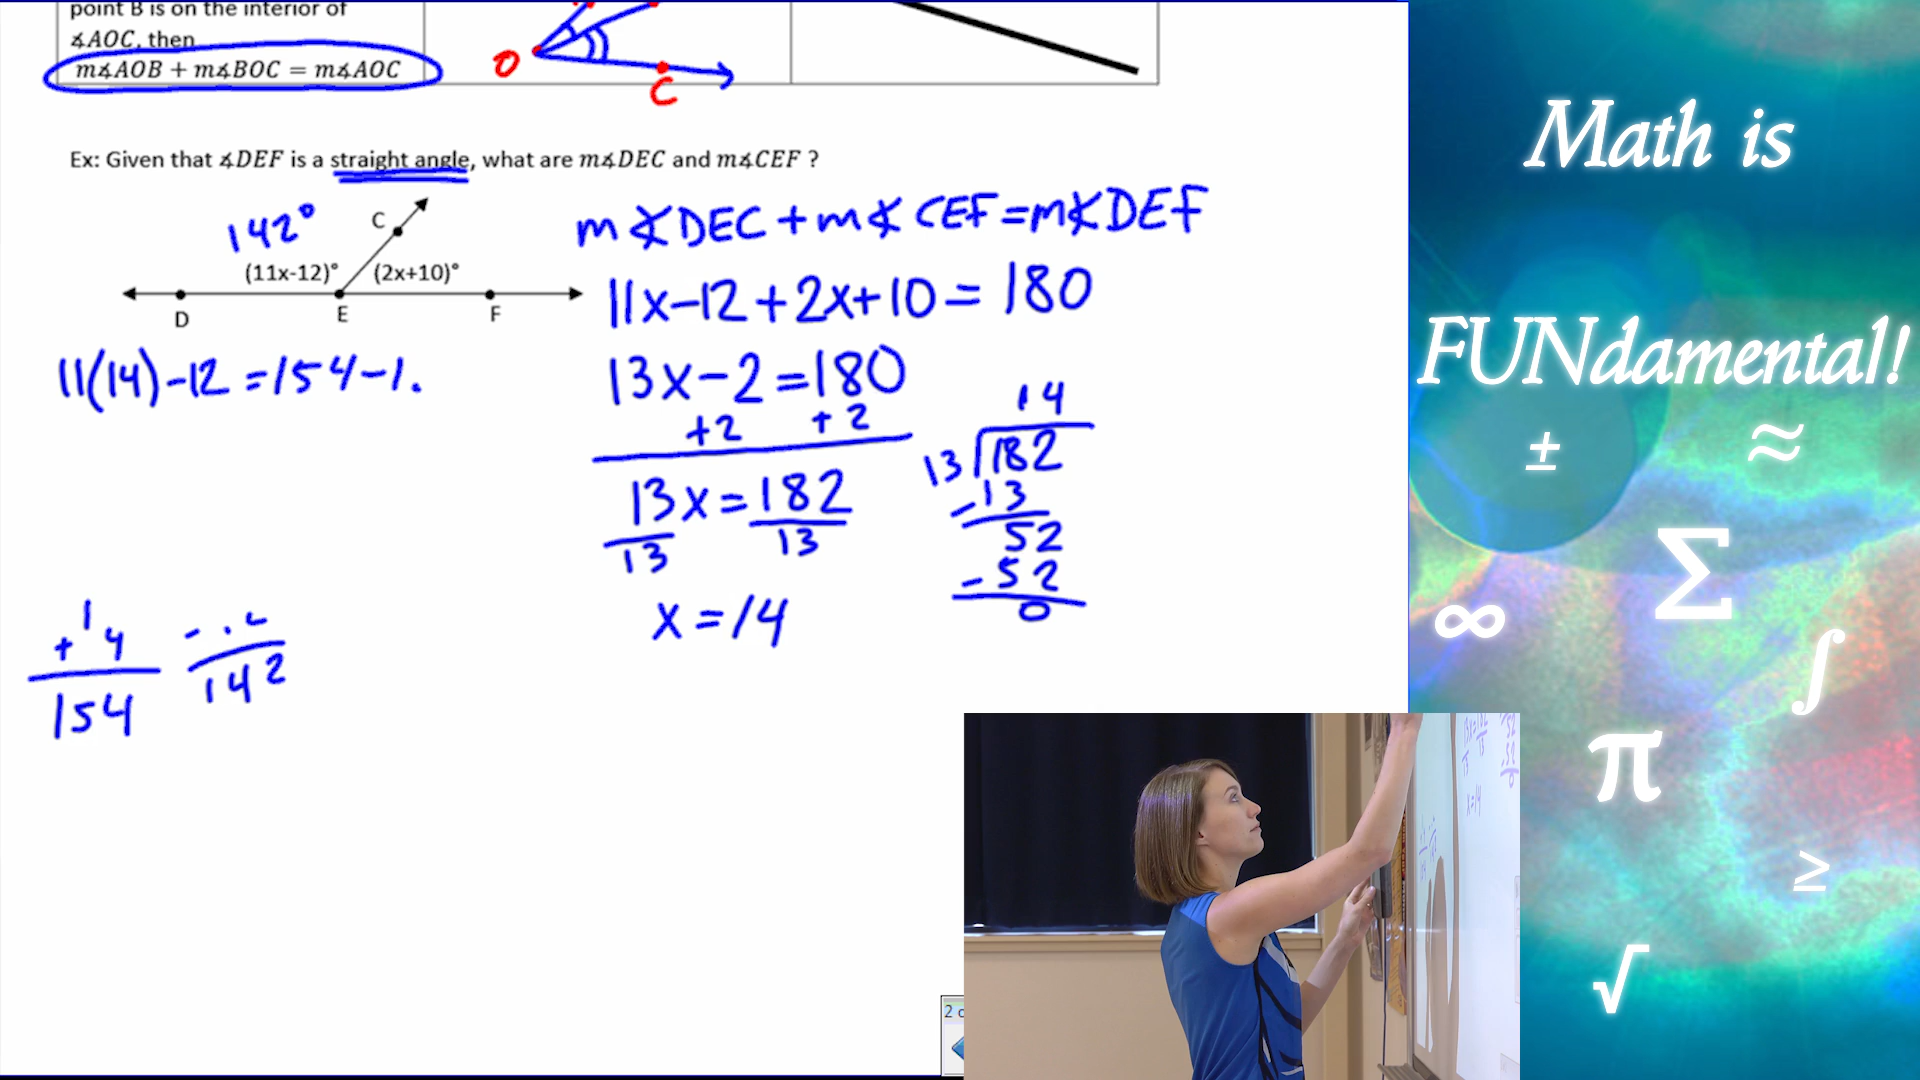 point B is on the interior of
∡AOC, then
m∡AOB + m∡BOC = m∡AOC
O
C
Ex: Given that ∡DEF is a straight angle, what are m∡DEC and m∡CEF ?
142°
C
(11x-12)°
(2x+10)°
D
E
F
11(14)-12=154-1
m∡DEC+m∡CEF=m∡DEF
11x-12+2x+10=180
13x-2=180
+2 +2
13x=182
13 13
x=14
14
13 182
-13
52
-52
0
+14
154
142
Math is
FUNdamental!
± ≈
Σ
∞
∫
π
≥
√